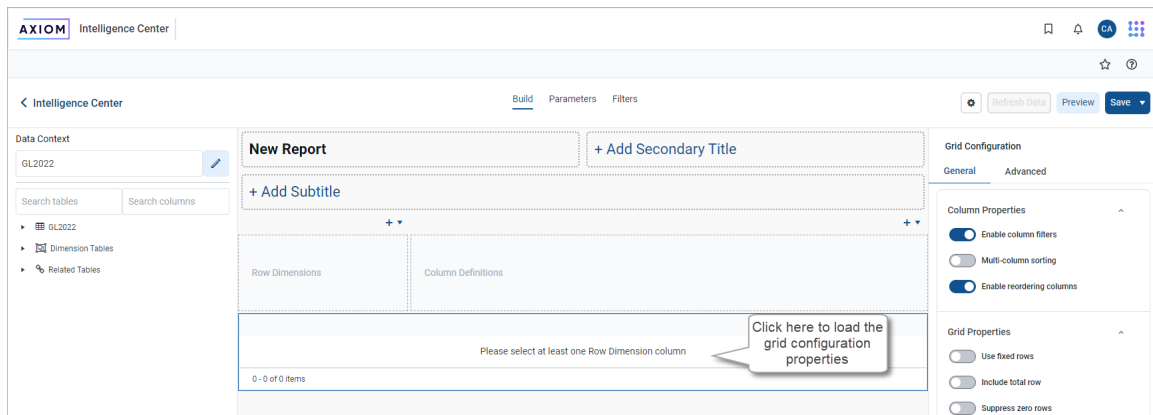 AXIOM Intelligence Center
CA
< Intelligence Center
Build Parameters Filters
Refresh Data Preview Save
Data Context
GL2022
Search tables Search columns
GL2022
Dimension Tables
Related Tables
New Report
+ Add Secondary Title
+ Add Subtitle
+
+
Row Dimensions
Column Definitions
Please select at least one Row Dimension column
0 - 0 of 0 items
Click here to load the
grid configuration
properties
Grid Configuration
General Advanced
Column Properties
Enable column filters
Multi-column sorting
Enable reordering columns
Grid Properties
Use fixed rows
Include total row
Suppress zero rows